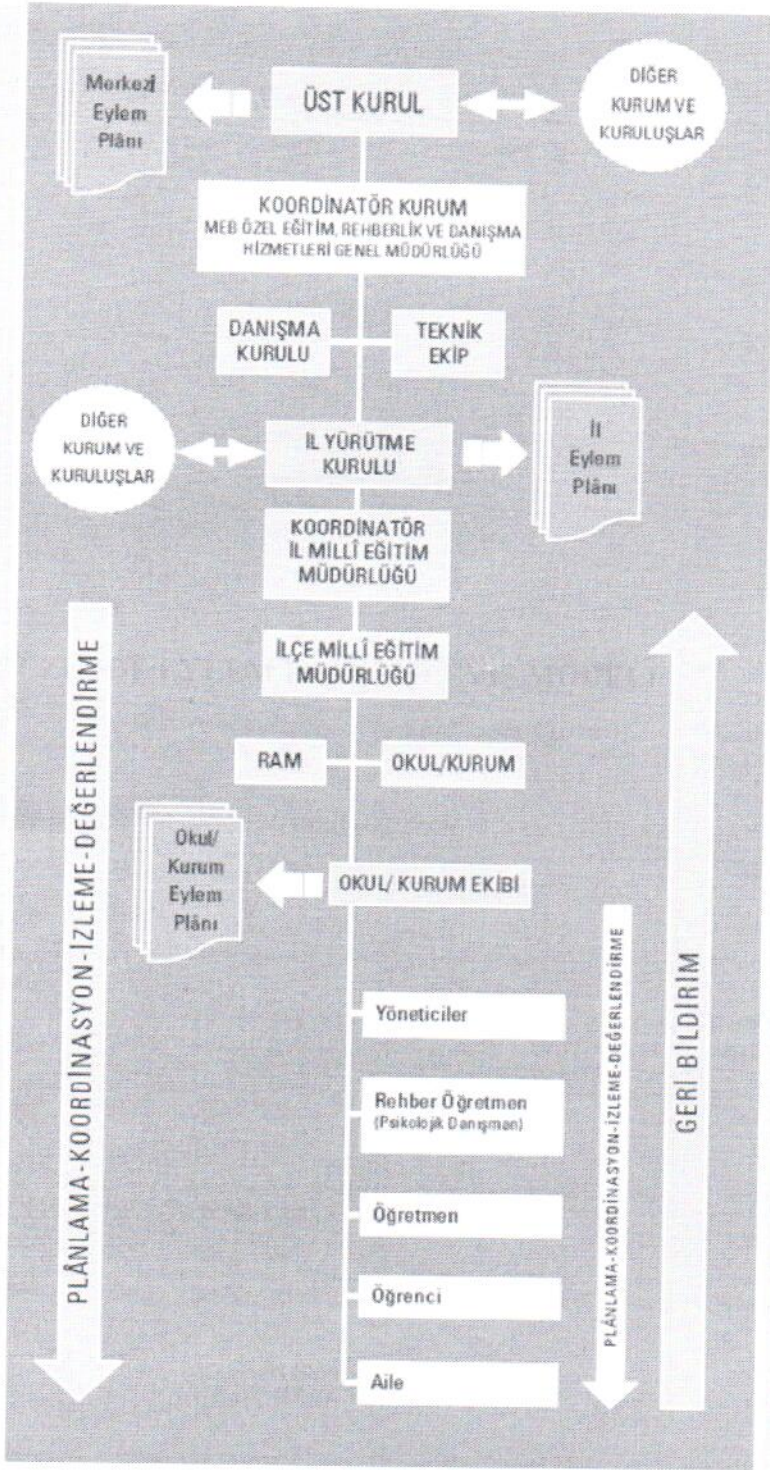 Merkezî
Eylem
Plânı
ÜST KURUL
DİĞER
KURUM VE
KURULUŞLAR
KOORDİNATÖR KURUM
MEB ÖZEL EĞİTİM, REHBERLİK VE DANIŞMA
HİZMETLERİ GENEL MÜDÜRLÜĞÜ
DANIŞMA
KURULU
TEKNİK
EKİP
DİĞER
KURUM VE
KURULUŞLAR
İL YÜRÜTME
KURULU
İl
Eylem
Plânı
KOORDİNATÖR
İL MİLLÎ EĞİTİM
MÜDÜRLÜĞÜ
İLÇE MİLLÎ EĞİTİM
MÜDÜRLÜĞÜ
RAM
OKUL/KURUM
Okul/
Kurum
Eylem
Plânı
OKUL/ KURUM EKİBİ
Yöneticiler
Rehber Öğretmen
(Psikolojik Danışman)
Öğretmen
Öğrenci
Aile
PLÂNLAMA-KOORDİNASYON-İZLEME-DEĞERLENDİRME
PLÂNLAMA-KOORDİNASYON-İZLEME-DEĞERLENDİRME
GERİ BİLDİRİM